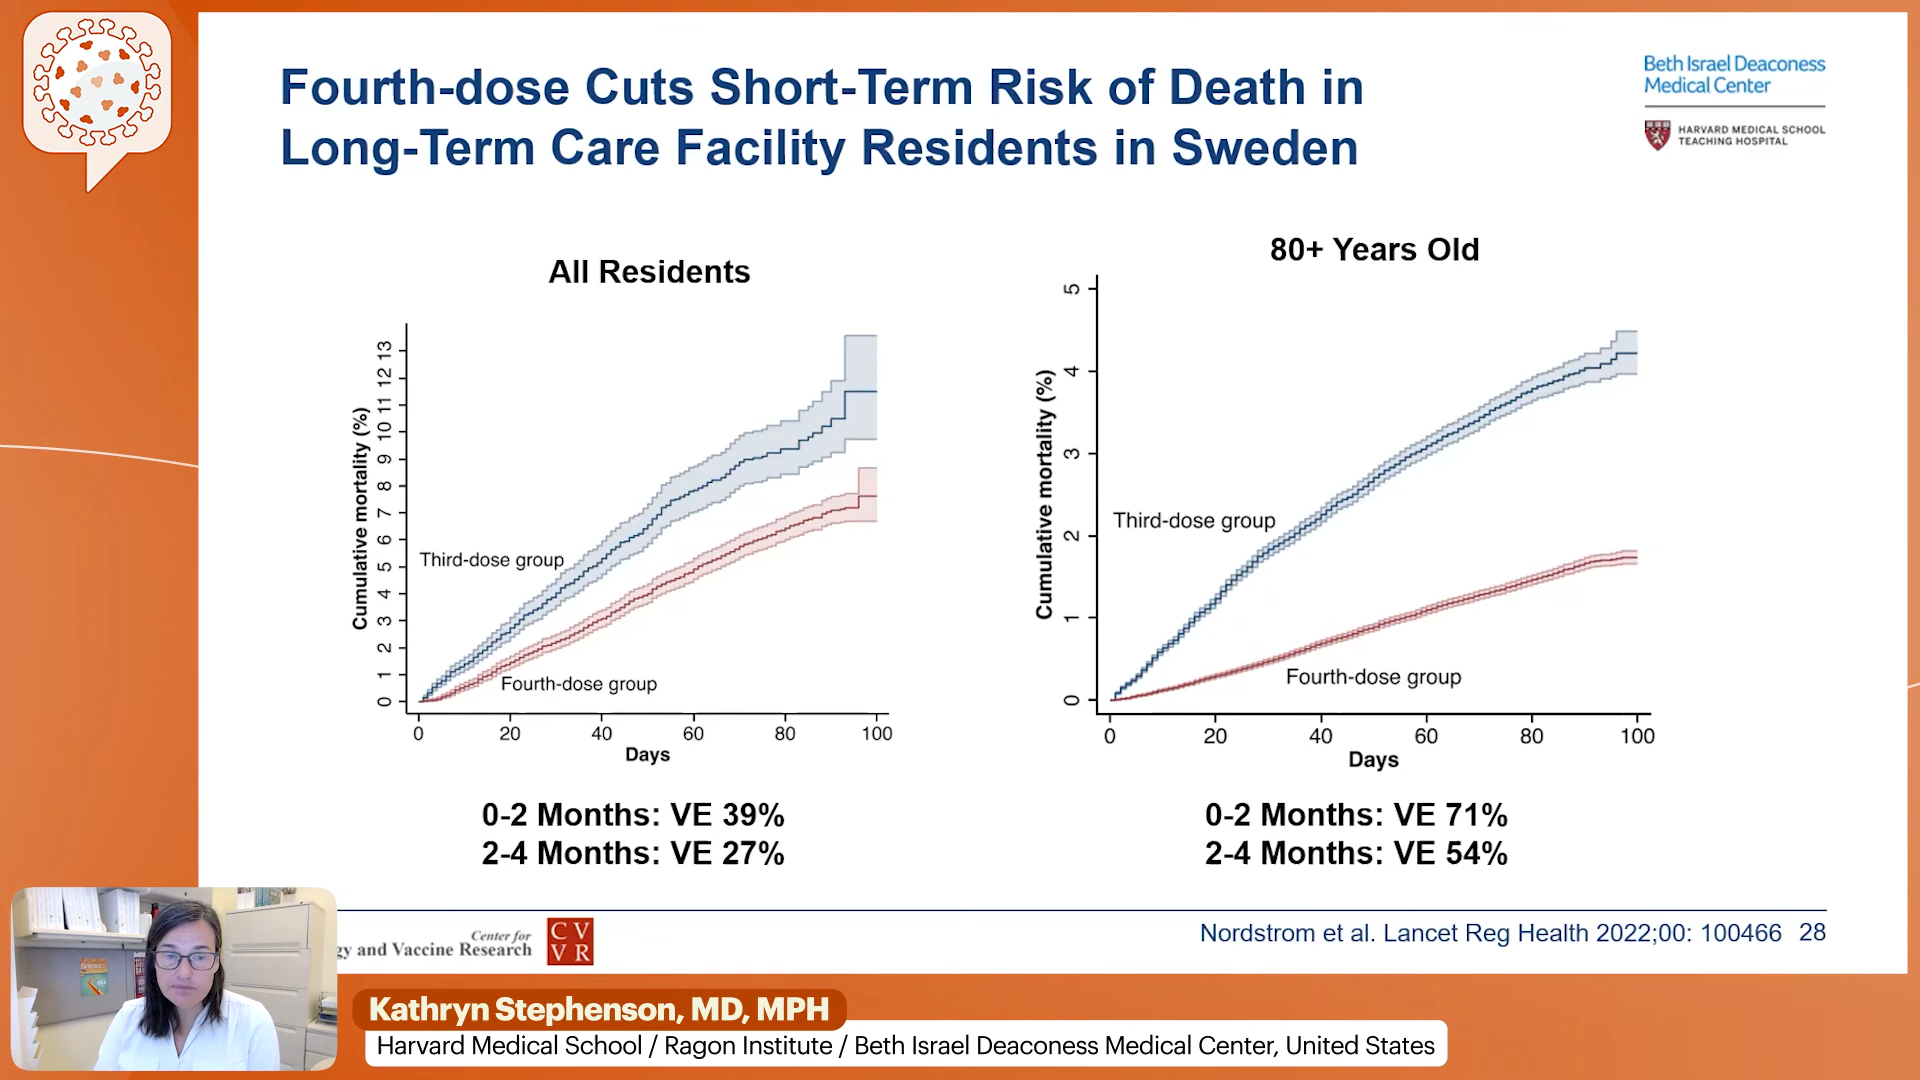 Fourth-dose Cuts Short-Term Risk of Death in
Long-Term Care Facility Residents in Sweden
Beth Israel Deaconess
Medical Center
HARVARD MEDICAL SCHOOL
TEACHING HOSPITAL
All Residents
Cumulative mortality (%)
13
12
11
10
9
8
7
6
5
4
3
2
1
0
Third-dose group
Fourth-dose group
0 20 40 60 80 100
Days
0-2 Months: VE 39%
2-4 Months: VE 27%
80+ Years Old
Cumulative mortality (%)
5
4
3
2
1
0
Third-dose group
Fourth-dose group
0 20 40 60 80 100
Days
0-2 Months: VE 71%
2-4 Months: VE 54%
Center for
gy and Vaccine Research
C V
V R
Nordstrom et al. Lancet Reg Health 2022;00: 100466 28
Kathryn Stephenson, MD, MPH
Harvard Medical School / Ragon Institute / Beth Israel Deaconess Medical Center, United States